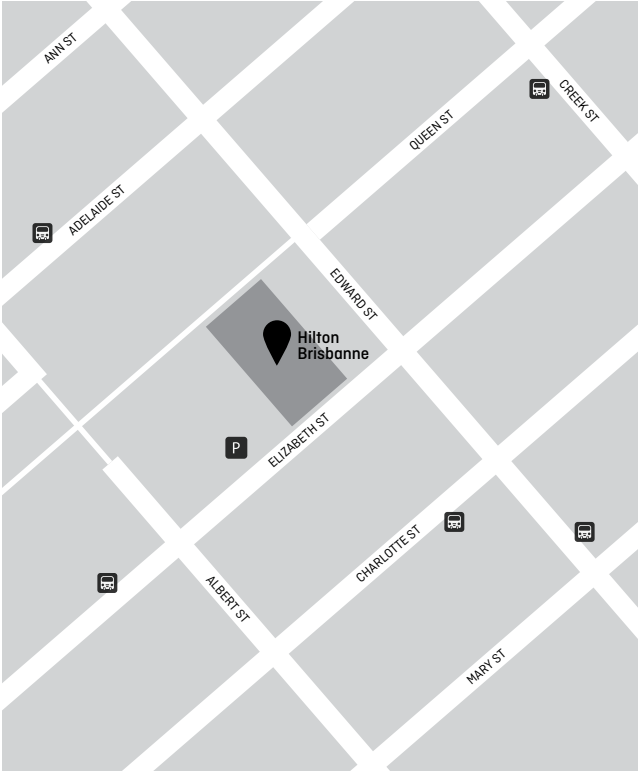 ANN ST
CREEK ST
QUEEN ST
ADELAIDE ST
EDWARD ST
Hilton
Brisbanne
ELIZABETH ST
P
CHARLOTTE ST
ALBERT ST
MARY ST